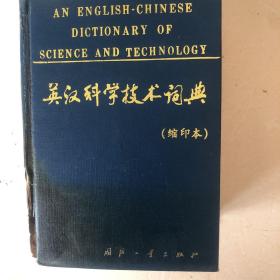 AN ENGLISH-CHINESE
DICTIONARY OF
SCIENCE AND TECHNOLOGY
英汉科学技术词典
(缩印本)
国防工业出版社